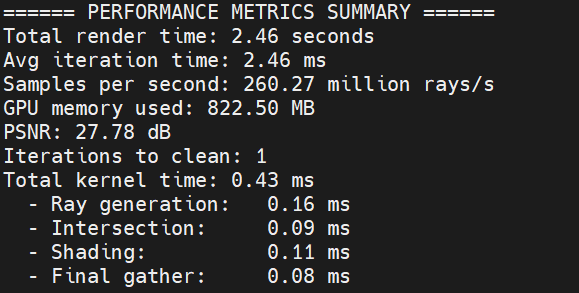 ====== PERFORMANCE METRICS SUMMARY ======
Total render time: 2.46 seconds
Avg iteration time: 2.46 ms
Samples per second: 260.27 million rays/s
GPU memory used: 822.50 MB
PSNR: 27.78 dB
Iterations to clean: 1
Total kernel time: 0.43 ms
  - Ray generation:   0.16 ms
  - Intersection:     0.09 ms
  - Shading:          0.11 ms
  - Final gather:     0.08 ms